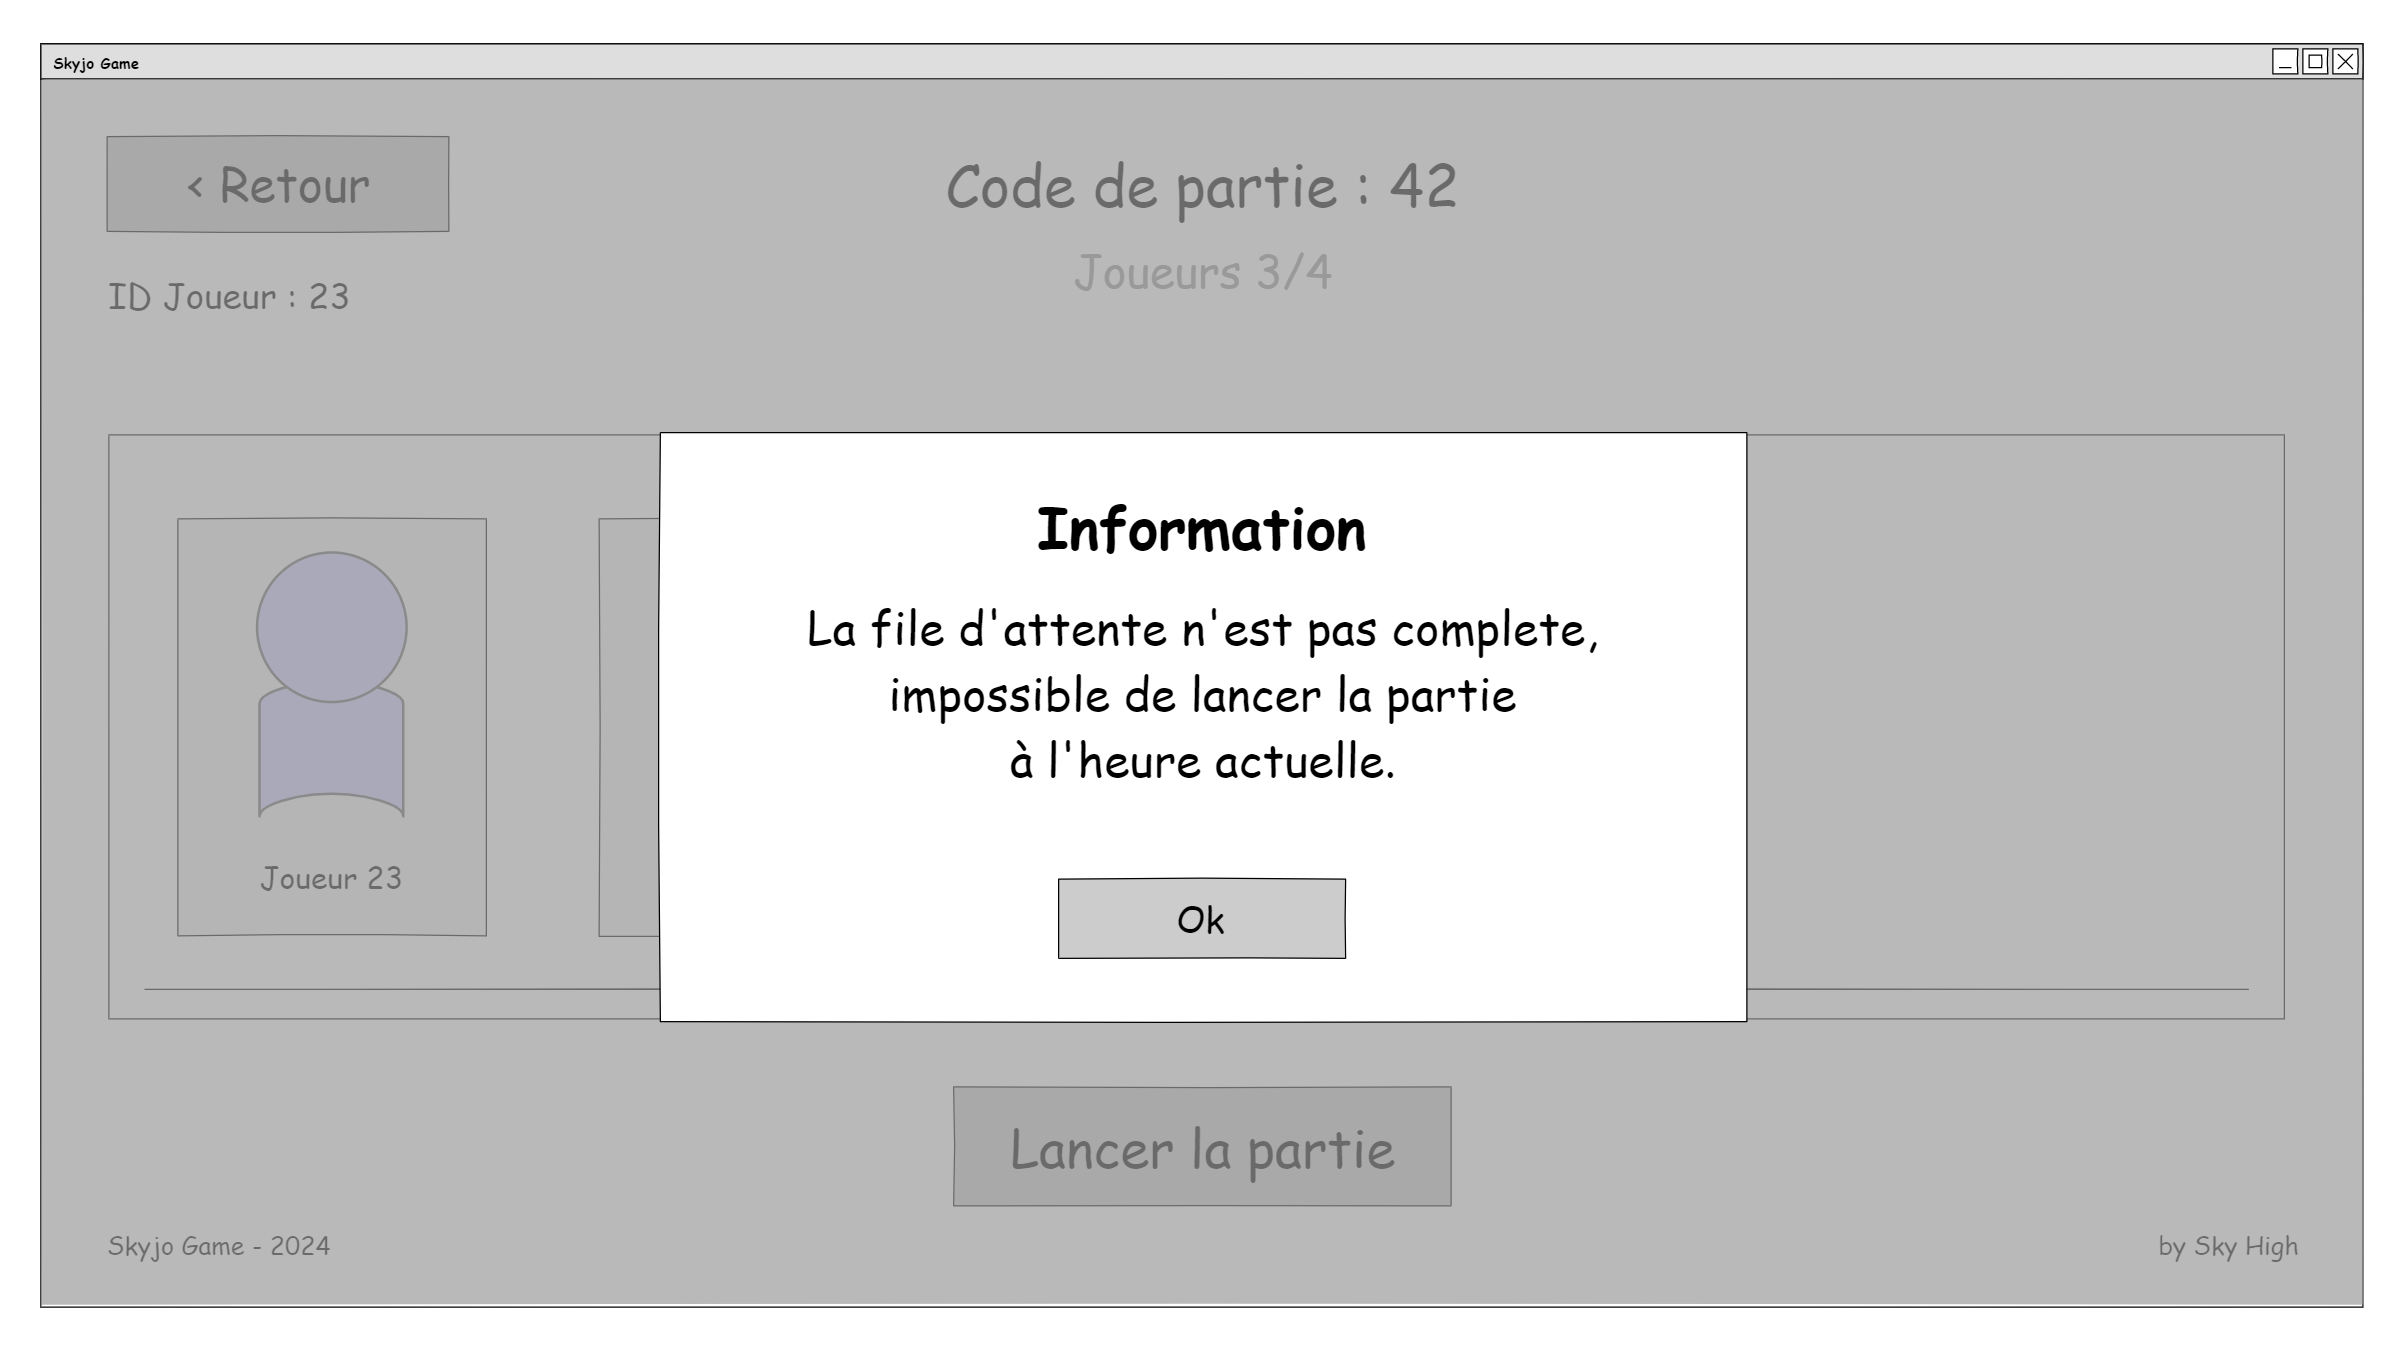 Skyjo Game
< Retour
Code de partie : 42
Joueurs 3/4
ID Joueur : 23
Information
La file d'attente n'est pas complete,
impossible de lancer la partie
à l'heure actuelle.
Ok
Joueur 23
Lancer la partie
Skyjo Game - 2024
by Sky High